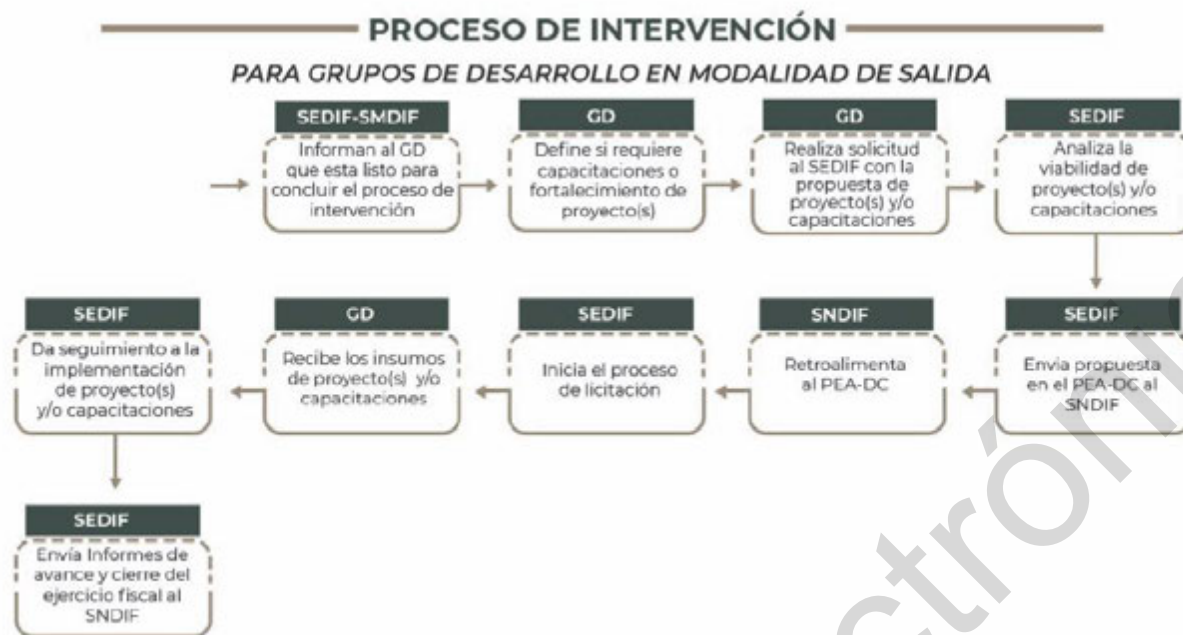 PROCESO DE INTERVENCIÓN
PARA GRUPOS DE DESARROLLO EN MODALIDAD DE SALIDA
SEDIF-SMDIF
Informan al GD
que esta listo para
concluir el proceso de
intervención
GD
Define si requiere
capacitaciones o
fortalecimiento de
proyecto(s)
GD
Realiza solicitud
al SEDIF con la
propuesta de
proyecto(s) y/o
capacitaciones
SEDIF
Analiza la
viabilidad de
proyecto(s) y/o
capacitaciones
SEDIF
Envia propuesta
en el PEA-DC al
SNDIF
SNDIF
Retroalimenta
al PEA-DC
SEDIF
Inicia el proceso
de licitación
GD
Recibe los insumos
de proyecto(s) y/o
capacitaciones
SEDIF
Da seguimiento a la
implementación
de proyecto(s)
y/o capacitaciones
SEDIF
Envía Informes de
avance y cierre del
ejercicio fiscal al
SNDIF